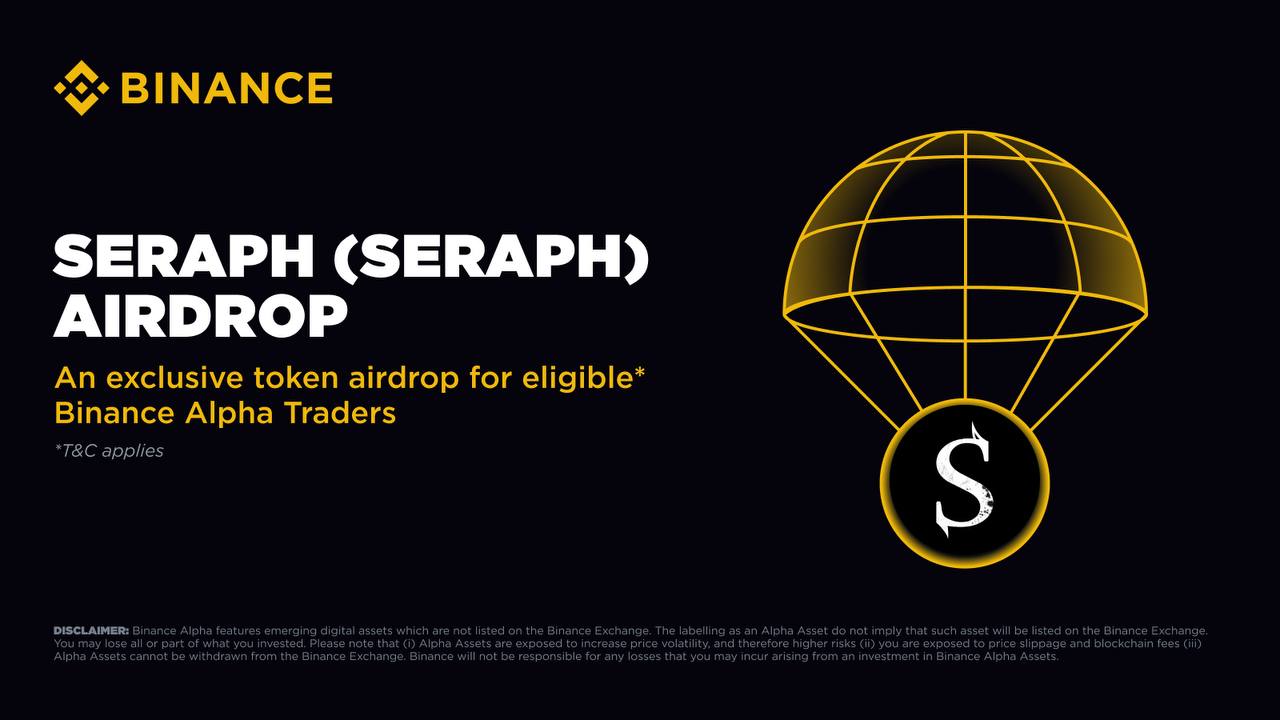 BINANCE
SERAPH (SERAPH)
AIRDROP
An exclusive token airdrop for eligible*
Binance Alpha Traders
*T&C applies
S
DISCLAIMER: Binance Alpha features emerging digital assets which are not listed on the Binance Exchange. The labelling as an Alpha Asset do not imply that such asset will be listed on the Binance Exchange.
You may lose all or part of what you invested. Please note that (i) Alpha Assets are exposed to increase price volatility, and therefore higher risks (ii) you are exposed to price slippage and blockchain fees (iii)
Alpha Assets cannot be withdrawn from the Binance Exchange. Binance will not be responsible for any losses that you may incur arising from an investment in Binance Alpha Assets.